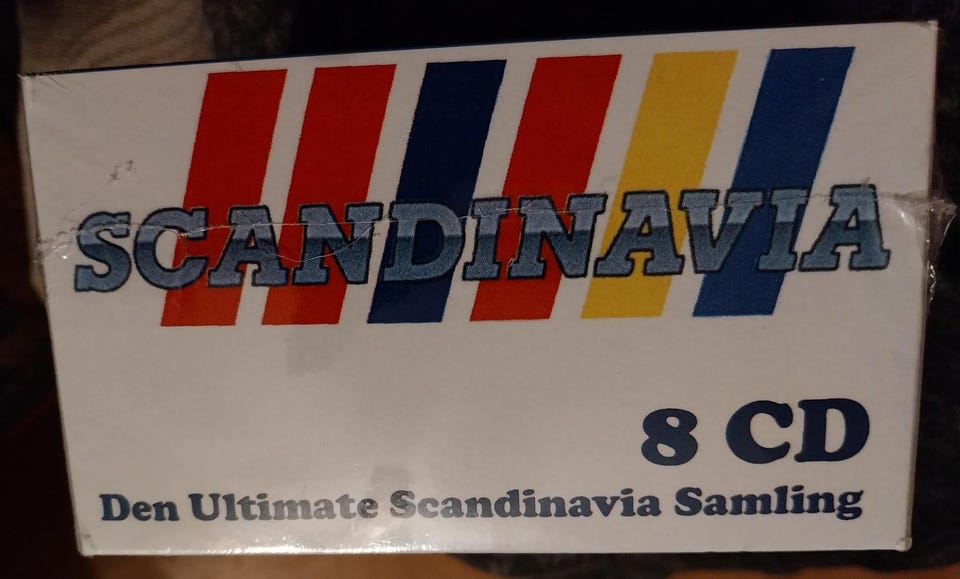 SCANDINAVIA
8 CD
Den Ultimate Scandinavia Samling